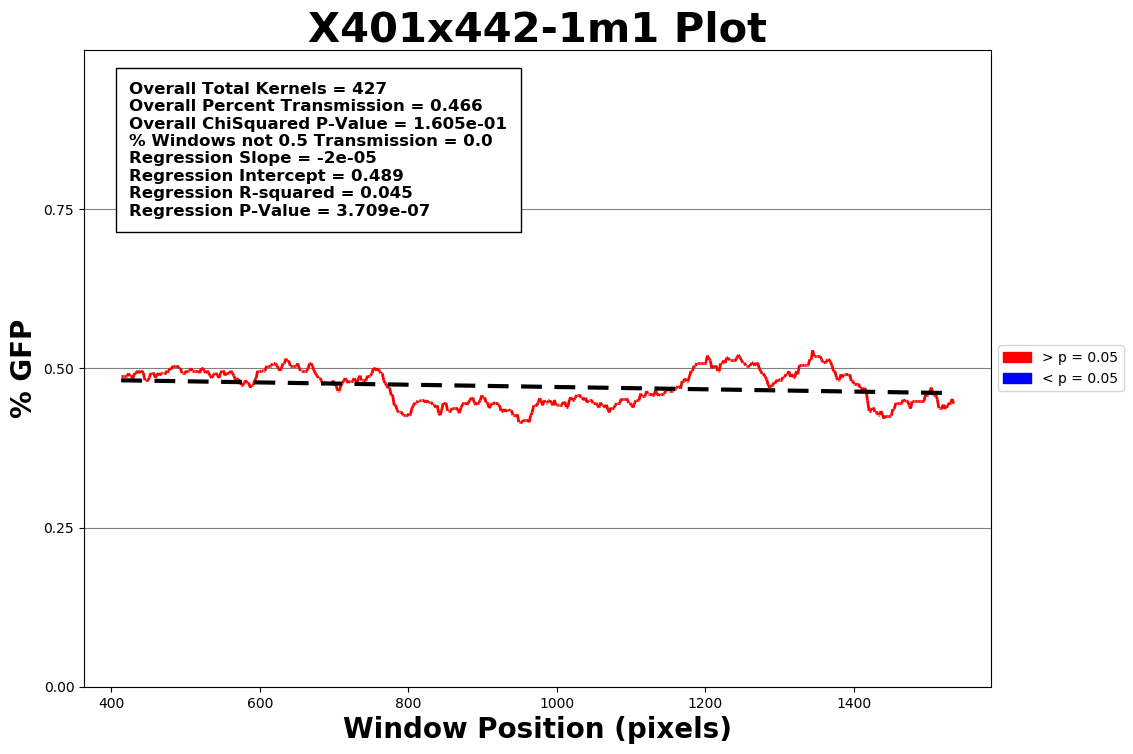 X401x442-1m1 Plot
Overall Total Kernels = 427
Overall Percent Transmission = 0.466
Overall ChiSquared P-Value = 1.605e-01
% Windows not 0.5 Transmission = 0.0
Regression Slope = -2e-05
Regression Intercept = 0.489
Regression R-squared = 0.045
Regression P-Value = 3.709e-07
% GFP
0.75
0.50
0.25
0.00
> p = 0.05
< p = 0.05
400 600 800 1000 1200 1400
Window Position (pixels)